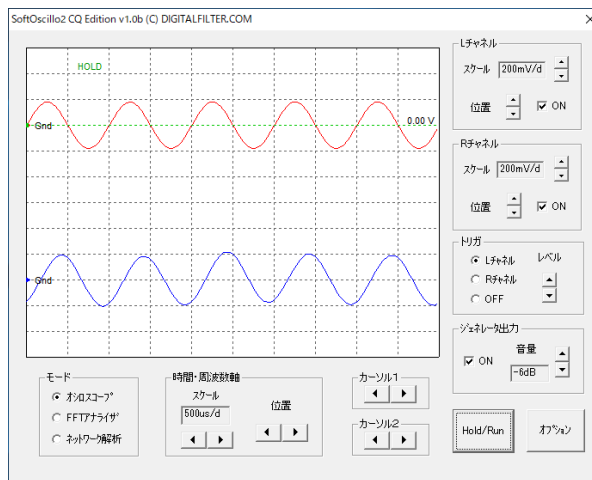 SoftOscillo2 CQ Edition v1.0b (C) DIGITALFILTER.COM
HOLD
Gnd
0.00 V
Gnd
Lチャネル
スケール 200mV/d
位置 ON
Rチャネル
スケール 200mV/d
位置 ON
トリガ
Lチャネル レベル
Rチャネル
OFF
ジェネレータ出力
ON 音量
-6dB
モード
オシロスコープ
FFTアナライザ
ネットワーク解析
時間・周波数軸
スケール
500us/d
位置
カーソル1
カーソル2
Hold/Run
オプション